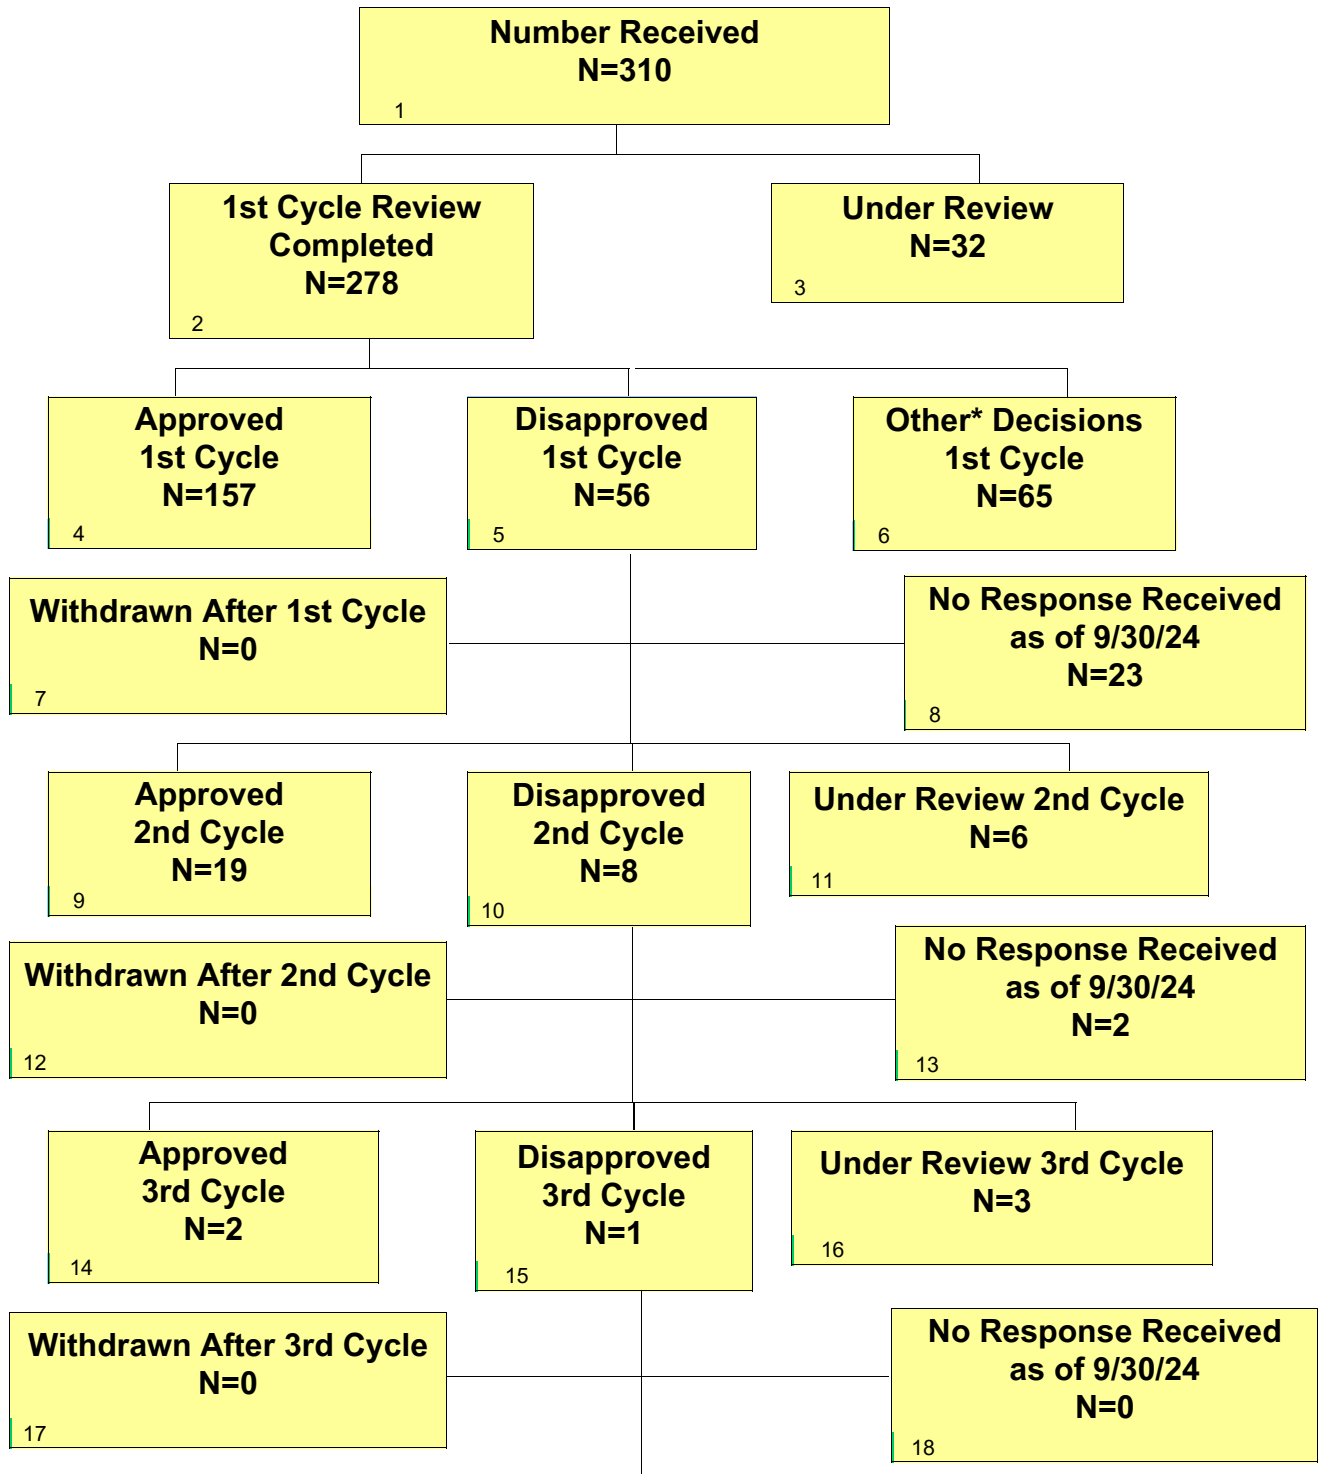 Number Received
N=310
1
1st Cycle Review
Completed
N=278
2
Under Review
N=32
3
Approved
1st Cycle
N=157
4
Disapproved
1st Cycle
N=56
5
Other* Decisions
1st Cycle
N=65
6
Withdrawn After 1st Cycle
N=0
7
No Response Received
as of 9/30/24
N=23
8
Approved
2nd Cycle
N=19
9
Disapproved
2nd Cycle
N=8
10
Under Review 2nd Cycle
N=6
11
Withdrawn After 2nd Cycle
N=0
12
No Response Received
as of 9/30/24
N=2
13
Approved
3rd Cycle
N=2
14
Disapproved
3rd Cycle
N=1
15
Under Review 3rd Cycle
N=3
16
Withdrawn After 3rd Cycle
N=0
17
No Response Received
as of 9/30/24
N=0
18